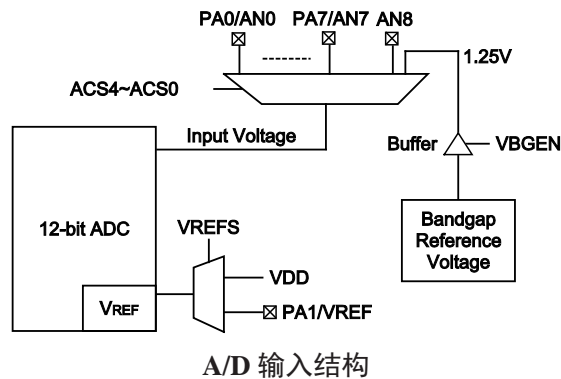 PA0/AN0 PA7/AN7 AN8
1.25V
ACS4~ACS0
Input Voltage
Buffer VBGEN
12-bit ADC
Bandgap
Reference
Voltage
VREFS
VDD
VREF
PA1/VREF
A/D 输入结构